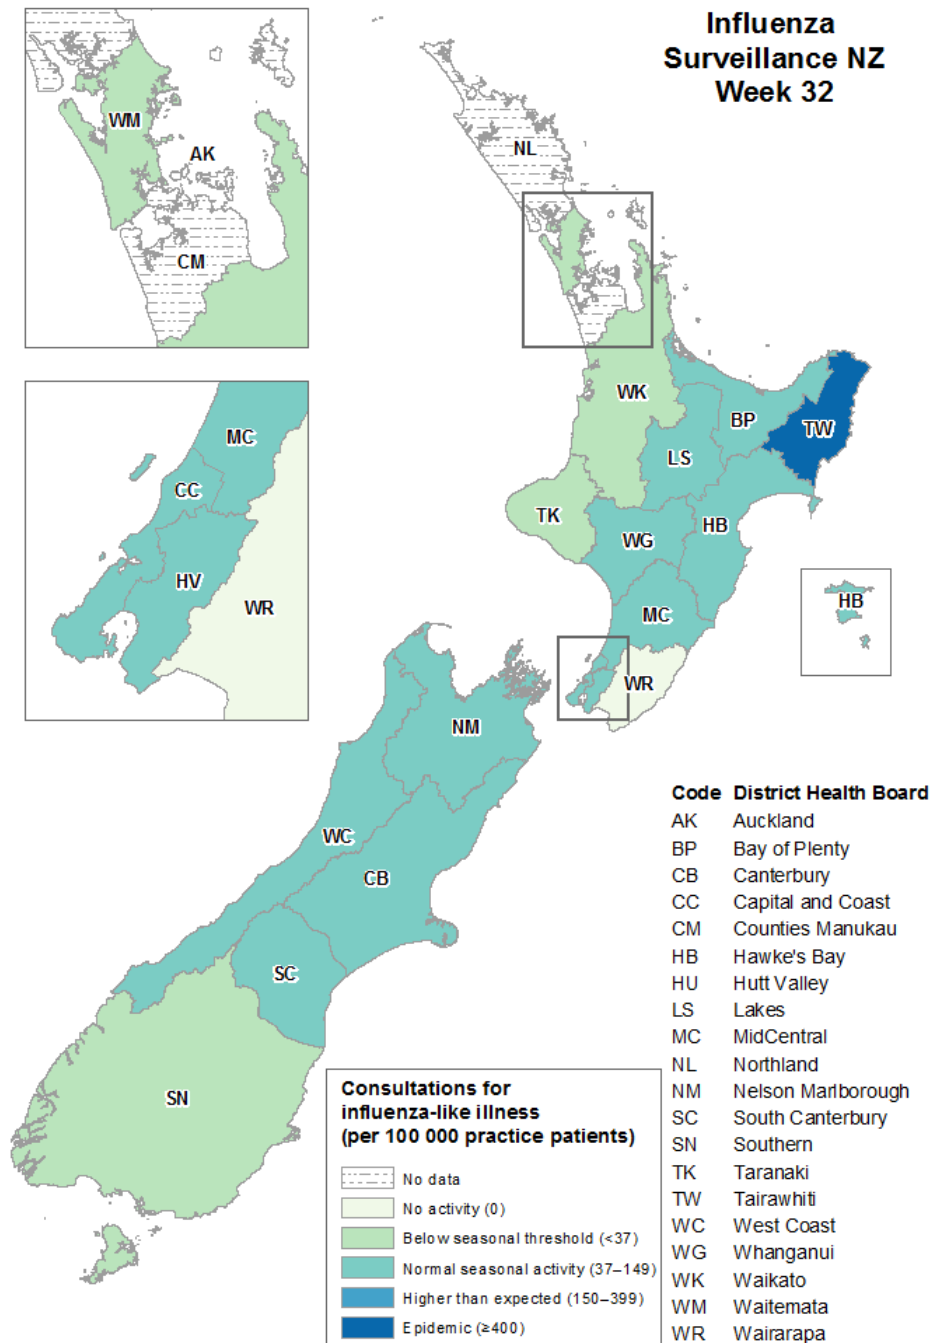 Influenza
Surveillance NZ
Week 32
WM
AK
CM
NL
WK
BP
TW
LS
TK
HB
WG
MC
WR
HB
MC
CC
HV
WR
NM
WC
CB
SC
SN
Code District Health Board
AK Auckland
BP Bay of Plenty
CB Canterbury
CC Capital and Coast
CM Counties Manukau
HB Hawke's Bay
HU Hutt Valley
LS Lakes
MC MidCentral
NL Northland
NM Nelson Marlborough
SC South Canterbury
SN Southern
TK Taranaki
TW Tairawhiti
WC West Coast
WG Whanganui
WK Waikato
WM Waitemata
WR Wairarapa
Consultations for
influenza-like illness
(per 100 000 practice patients)
No data
No activity (0)
Below seasonal threshold (<37)
Normal seasonal activity (37–149)
Higher than expected (150–399)
Epidemic (≥400)